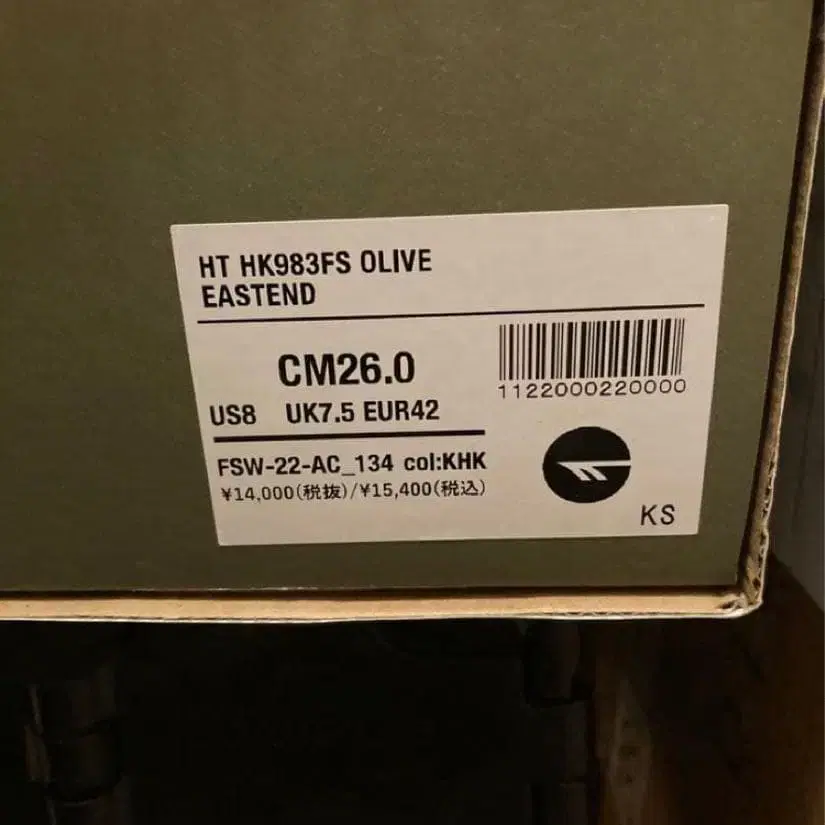 HT HK983FS OLIVE
EASTEND
CM26.0
US8 UK7.5 EUR42
FSW-22-AC_134 col:KHK
¥14,000(税抜)/¥15,400(税込)
1122000220000
KS